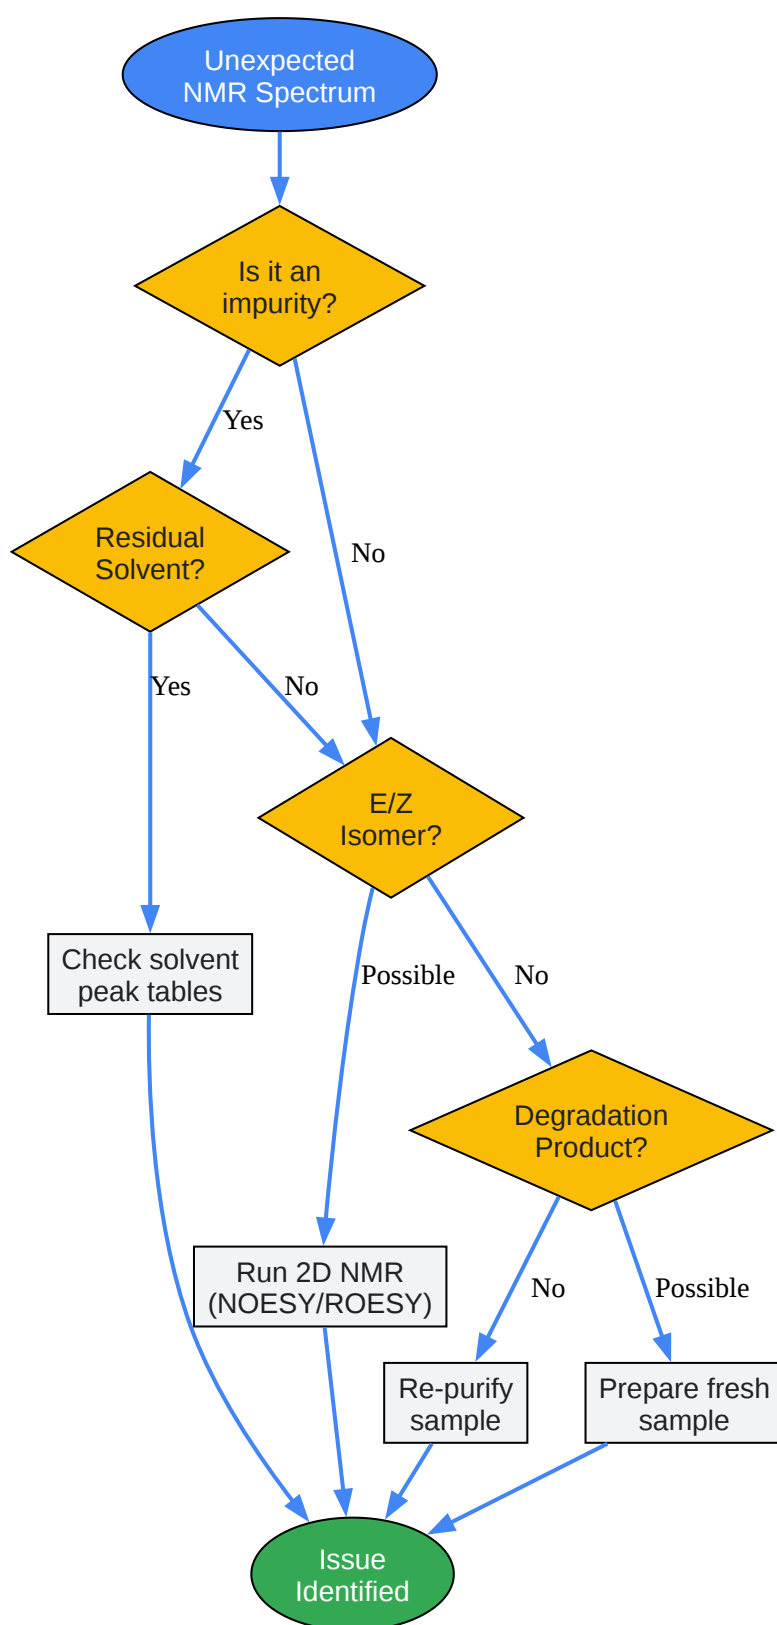 Unexpected
NMR Spectrum
Is it an
impurity?
Yes
No
Residual
Solvent?
Yes
No
E/Z
Isomer?
Check solvent
peak tables
Possible
No
Degradation
Product?
Run 2D NMR
(NOESY/ROESY)
No
Possible
Re-purify
sample
Prepare fresh
sample
Issue
Identified